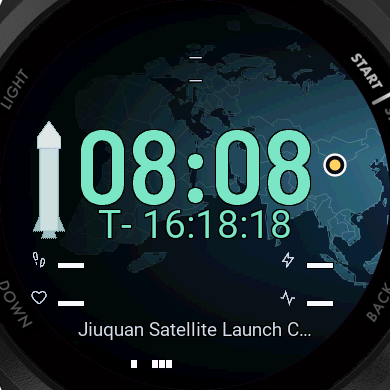 LIGHT
START
08:08
T- 16:18:18
DOWN
BACK
Jiuquan Satellite Launch C...